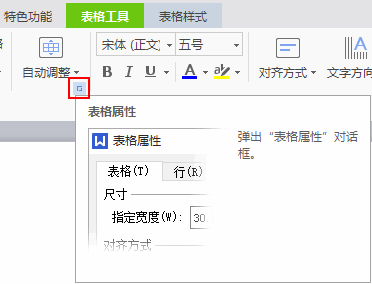 特色功能 表格工具 表格样式
宋体 (正文) 五号
自动调整 B I U A ab 对齐方式 文字方向
表格属性
W 表格属性 弹出“表格属性”对话
框。
表格(T) 行(R)
尺寸
指定宽度(W): 30
对齐方式